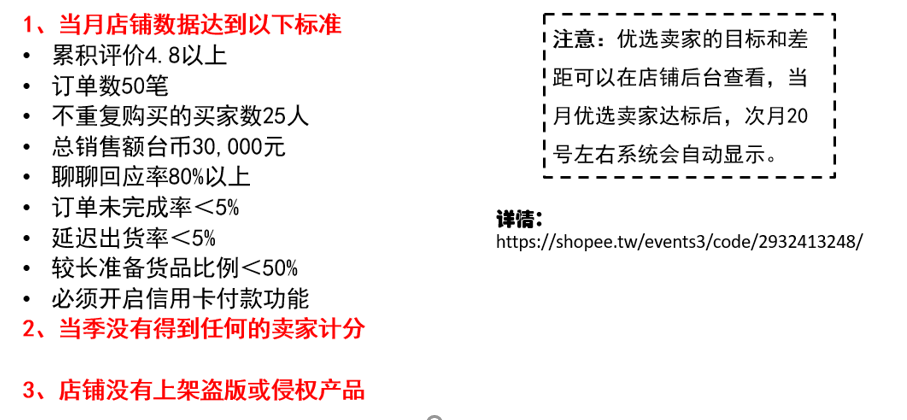 1、当月店铺数据达到以下标准
• 累积评价4.8以上
• 订单数50笔
• 不重复购买的买家数25人
• 总销售额台币30,000元
• 聊聊回应率80%以上
• 订单未完成率＜5%
• 延迟出货率＜5%
• 较长准备货品比例＜50%
• 必须开启信用卡付款功能
2、当季没有得到任何的卖家计分
3、店铺没有上架盗版或侵权产品
注意：优选卖家的目标和差
距可以在店铺后台查看，当
月优选卖家达标后，次月20
号左右系统会自动显示。
详情：
https://shopee.tw/events3/code/2932413248/